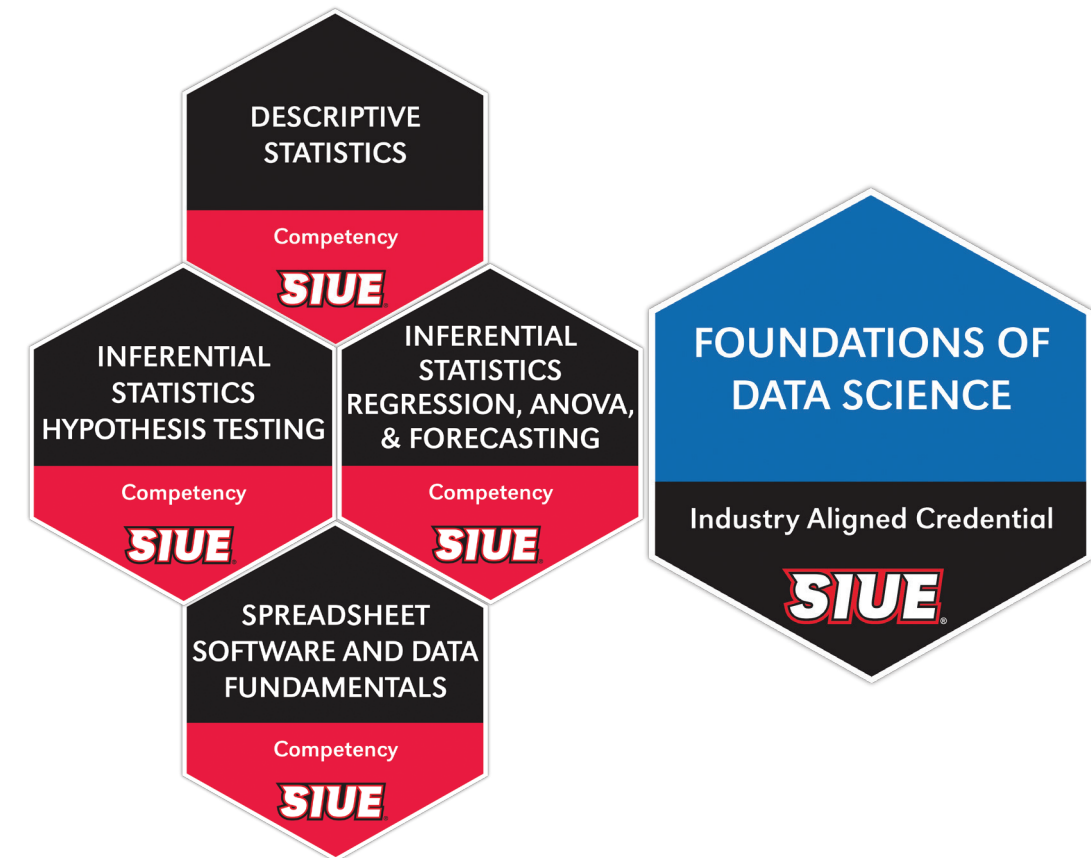 DESCRIPTIVE
STATISTICS
Competency
SIUE
INFERENTIAL
STATISTICS
HYPOTHESIS TESTING
Competency
SIUE
INFERENTIAL
STATISTICS
REGRESSION, ANOVA,
& FORECASTING
Competency
SIUE
SPREADSHEET
SOFTWARE AND DATA
FUNDAMENTALS
Competency
SIUE
FOUNDATIONS OF
DATA SCIENCE
Industry Aligned Credential
SIUE®